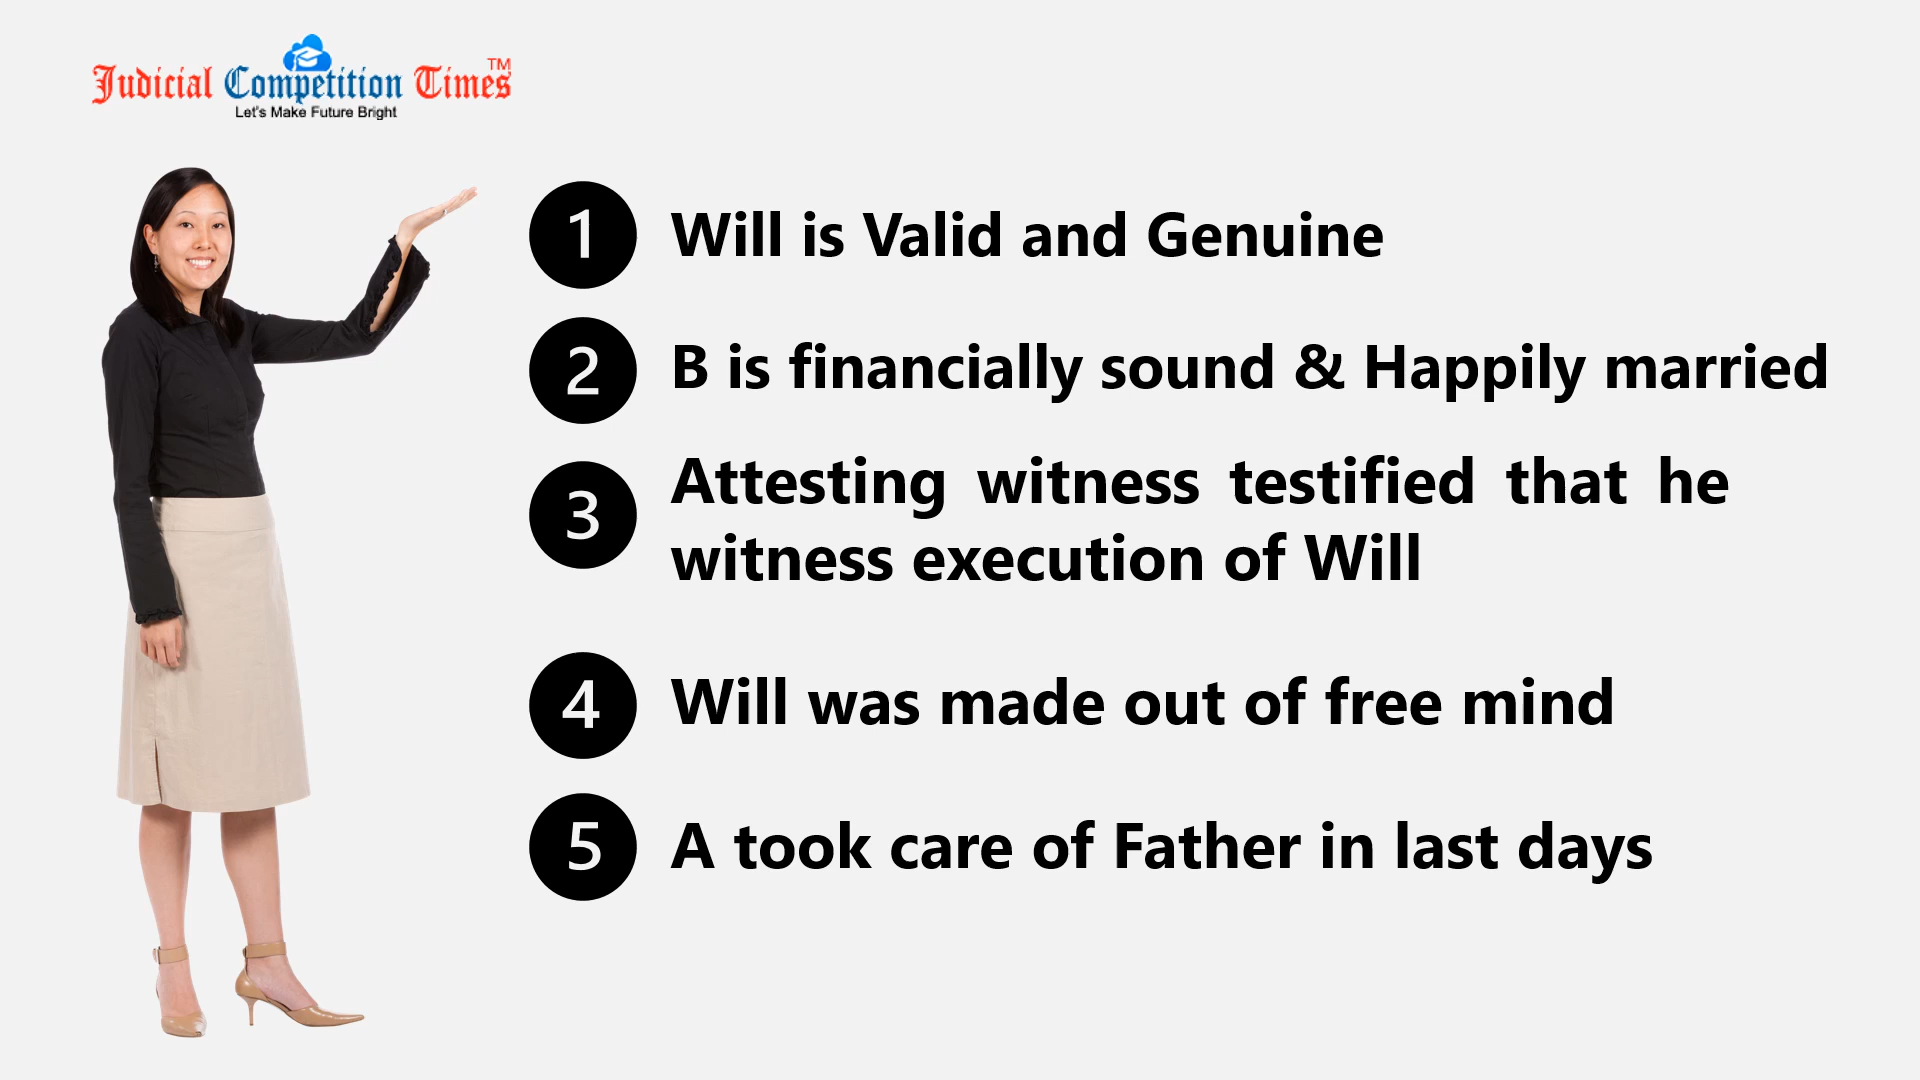 Judicial Competition Times TM
Let's Make Future Bright
1 Will is Valid and Genuine
2 B is financially sound & Happily married
3 Attesting witness testified that he
witness execution of Will
4 Will was made out of free mind
5 A took care of Father in last days